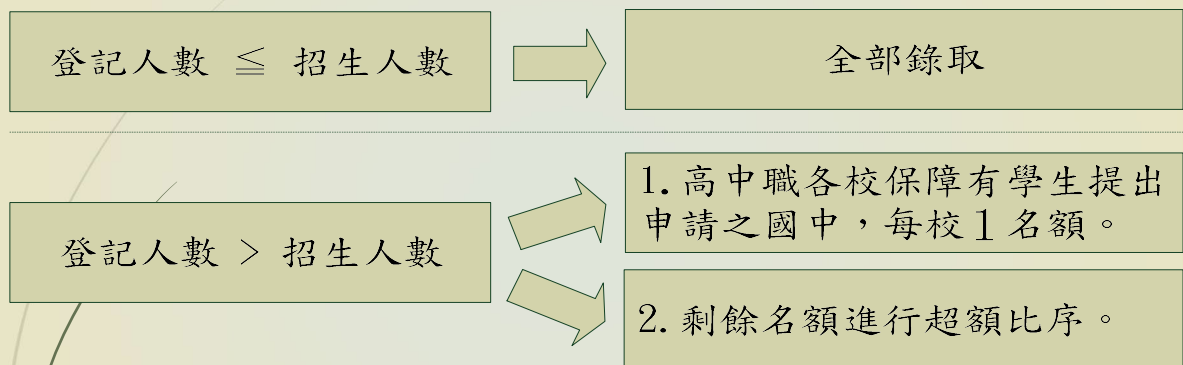 登記人數 ≦ 招生人數
全部錄取
登記人數 > 招生人數
1. 高中職各校保障有學生提出
申請之國中，每校1名額。
2. 剩餘名額進行超額比序。